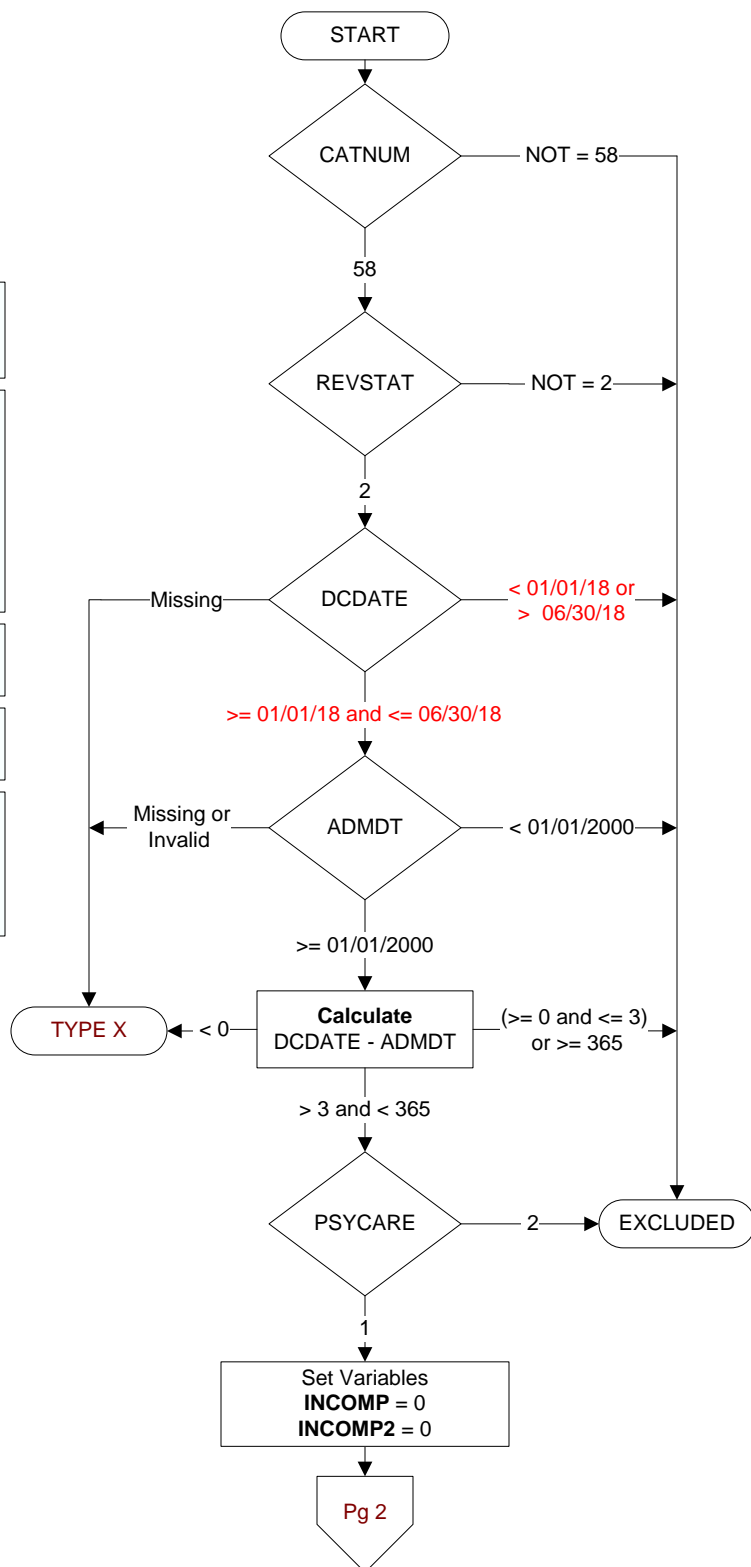 START
CATNUM
NOT = 58
58
REVSTAT
NOT = 2
2
Missing
DCDATE
< 01/01/18 or
> 06/30/18
>= 01/01/18 and <= 06/30/18
Missing or
Invalid
ADMDT
< 01/01/2000
>= 01/01/2000
TYPE X
< 0
Calculate
DCDATE - ADMDT
(>= 0 and <= 3)
or >= 365
> 3 and < 365
PSYCARE
2
EXCLUDED
1
Set Variables
INCOMP = 0
INCOMP2 = 0
Pg 2